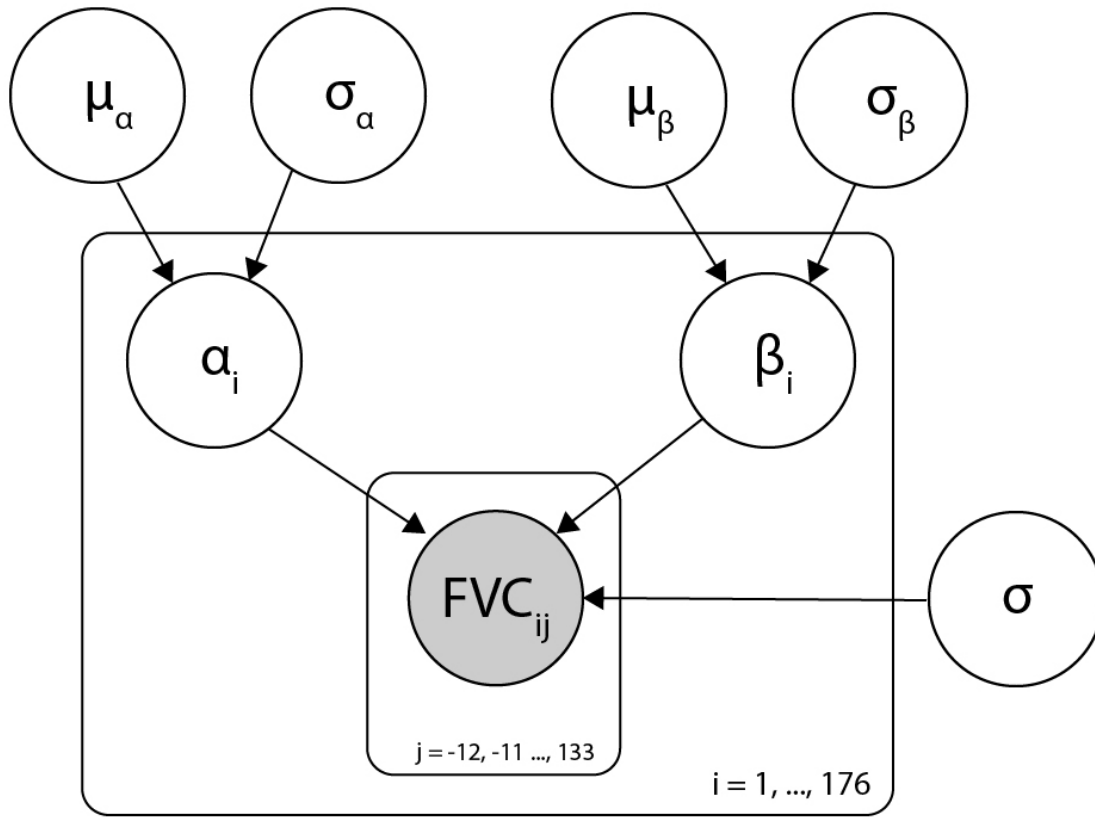 μα
σα
μβ
σβ
αi
βi
FVCij
σ
j = -12, -11 ..., 133
i = 1, ..., 176